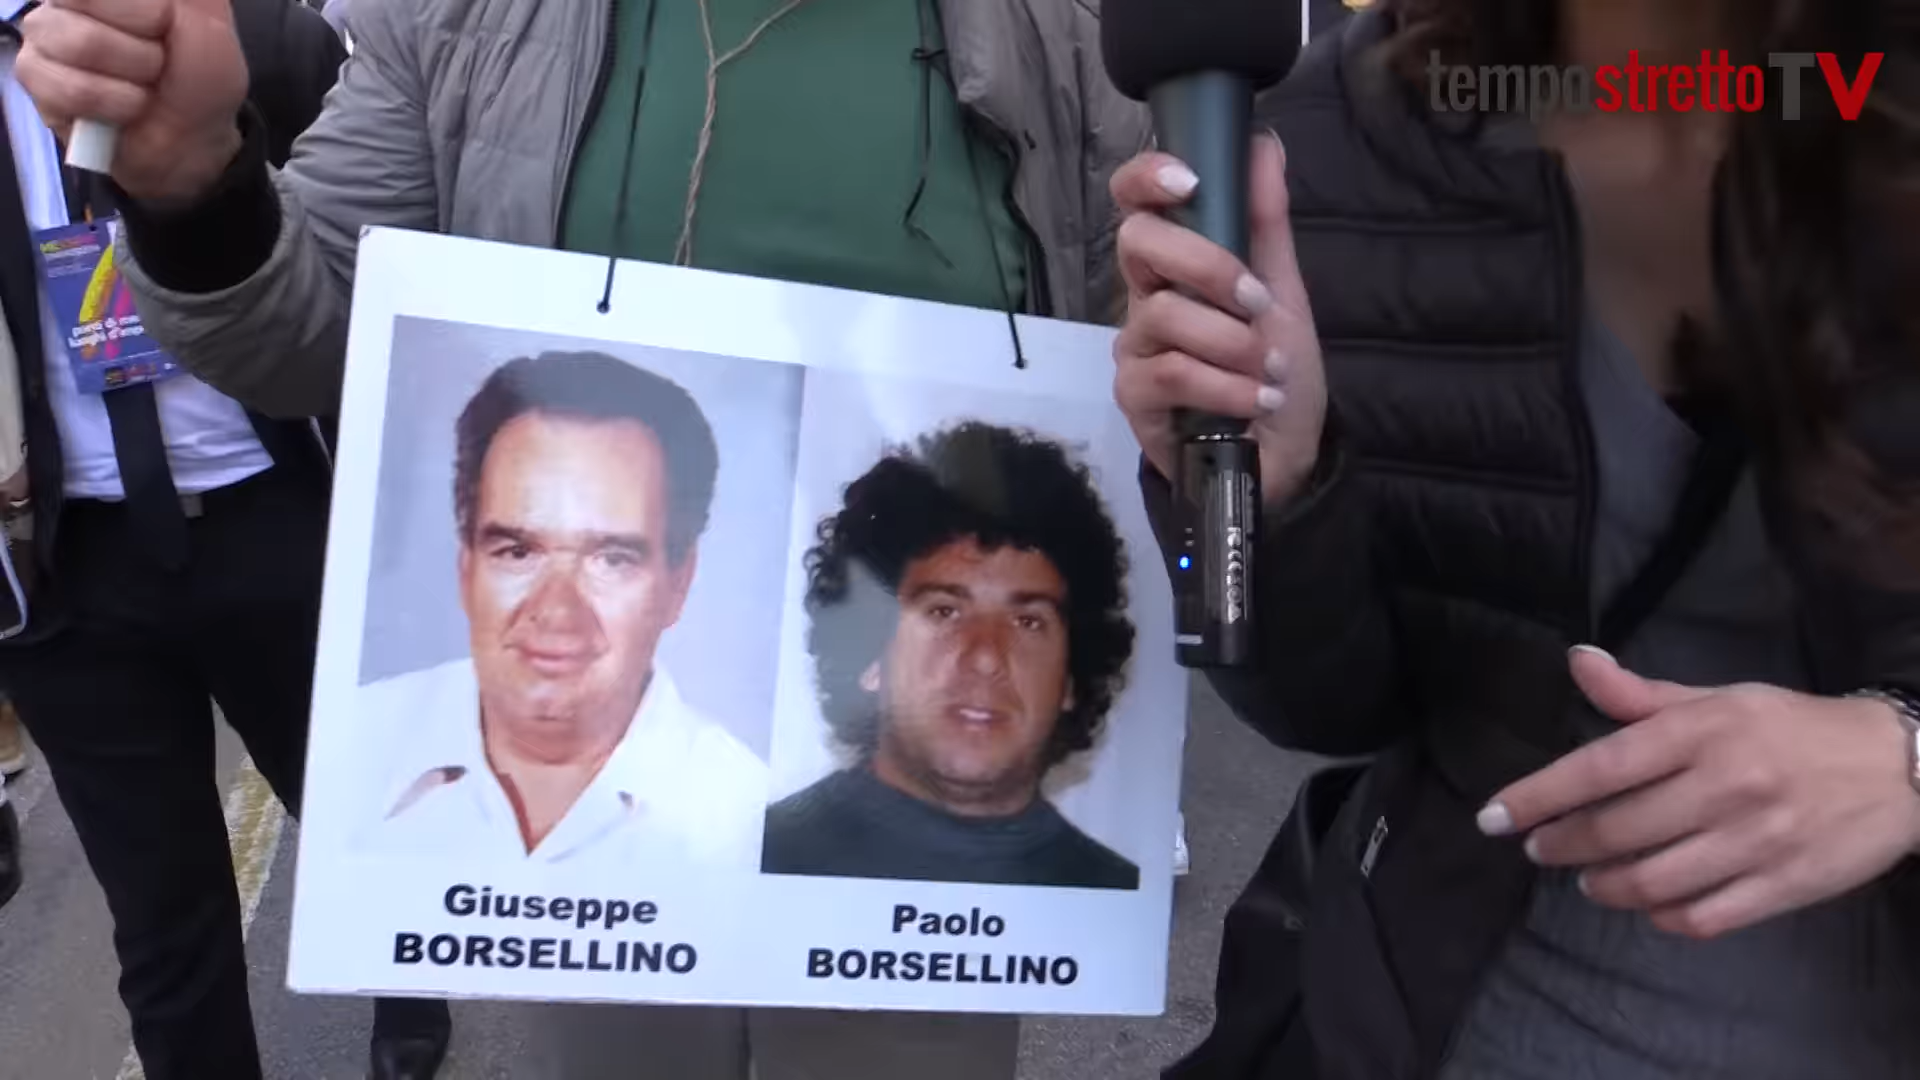 tempostrettoTV
Giuseppe
BORSELLINO
Paolo
BORSELLINO